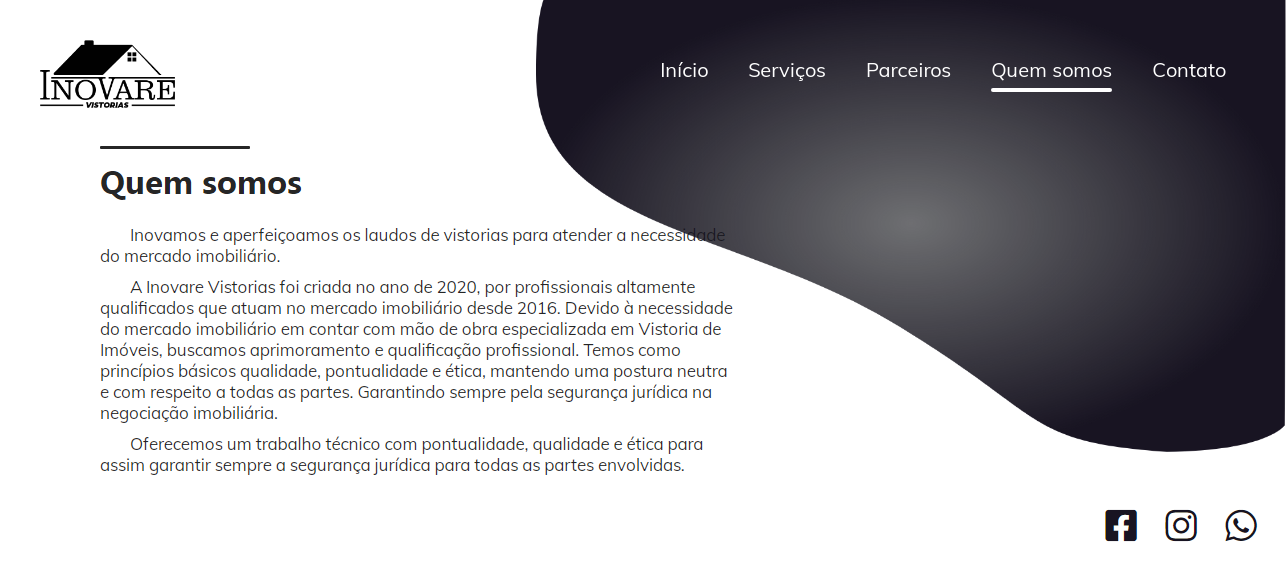 INOVARE
VISTORIAS
Início Serviços Parceiros Quem somos Contato
Quem somos
Inovamos e aperfeiçoamos os laudos de vistorias para atender a necessidade
do mercado imobiliário.
A Inovare Vistorias foi criada no ano de 2020, por profissionais altamente
qualificados que atuam no mercado imobiliário desde 2016. Devido à necessidade
do mercado imobiliário em contar com mão de obra especializada em Vistoria de
Imóveis, buscamos aprimoramento e qualificação profissional. Temos como
princípios básicos qualidade, pontualidade e ética, mantendo uma postura neutra
e com respeito a todas as partes. Garantindo sempre pela segurança jurídica na
negociação imobiliária.
Oferecemos um trabalho técnico com pontualidade, qualidade e ética para
assim garantir sempre a segurança jurídica para todas as partes envolvidas.